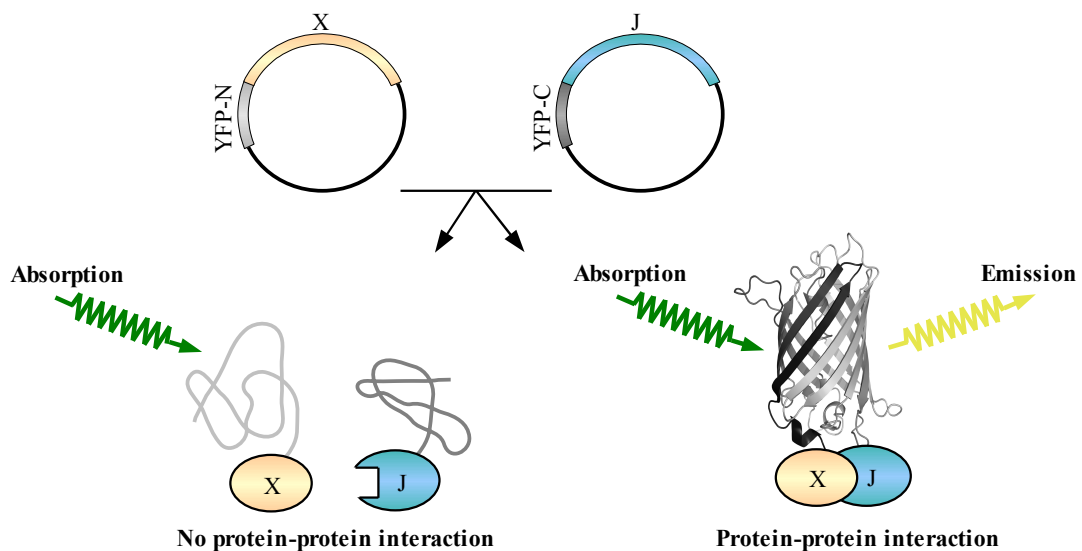 X
J
YFP-N
YFP-C
Absorption
Absorption
Emission
X
J
X
J
No protein-protein interaction
Protein-protein interaction